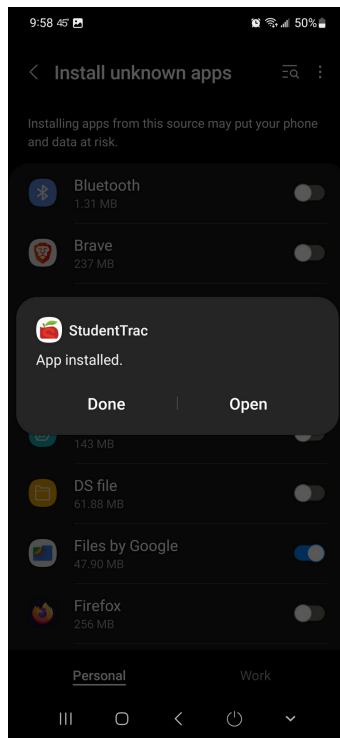 9:58 45° 50%
Install unknown apps
Installing apps from this source may put your phone
and data at risk.
Bluetooth
1.31 MB
Brave
237 MB
StudentTrac
App installed.
Done Open
143 MB
DS file
61.88 MB
Files by Google
47.90 MB
Firefox
256 MB
Personal Work